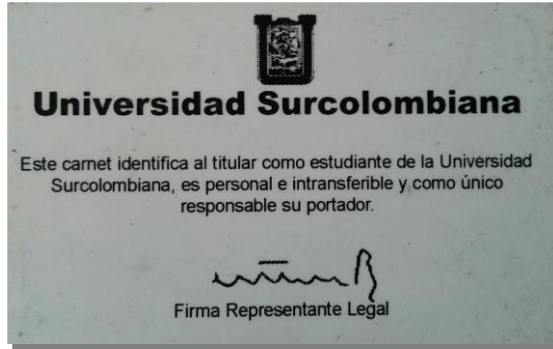 Universidad Surcolombiana
Este carnet identifica al titular como estudiante de la Universidad
Surcolombiana, es personal e intransferible y como único
responsable su portador.
Firma Representante Legal